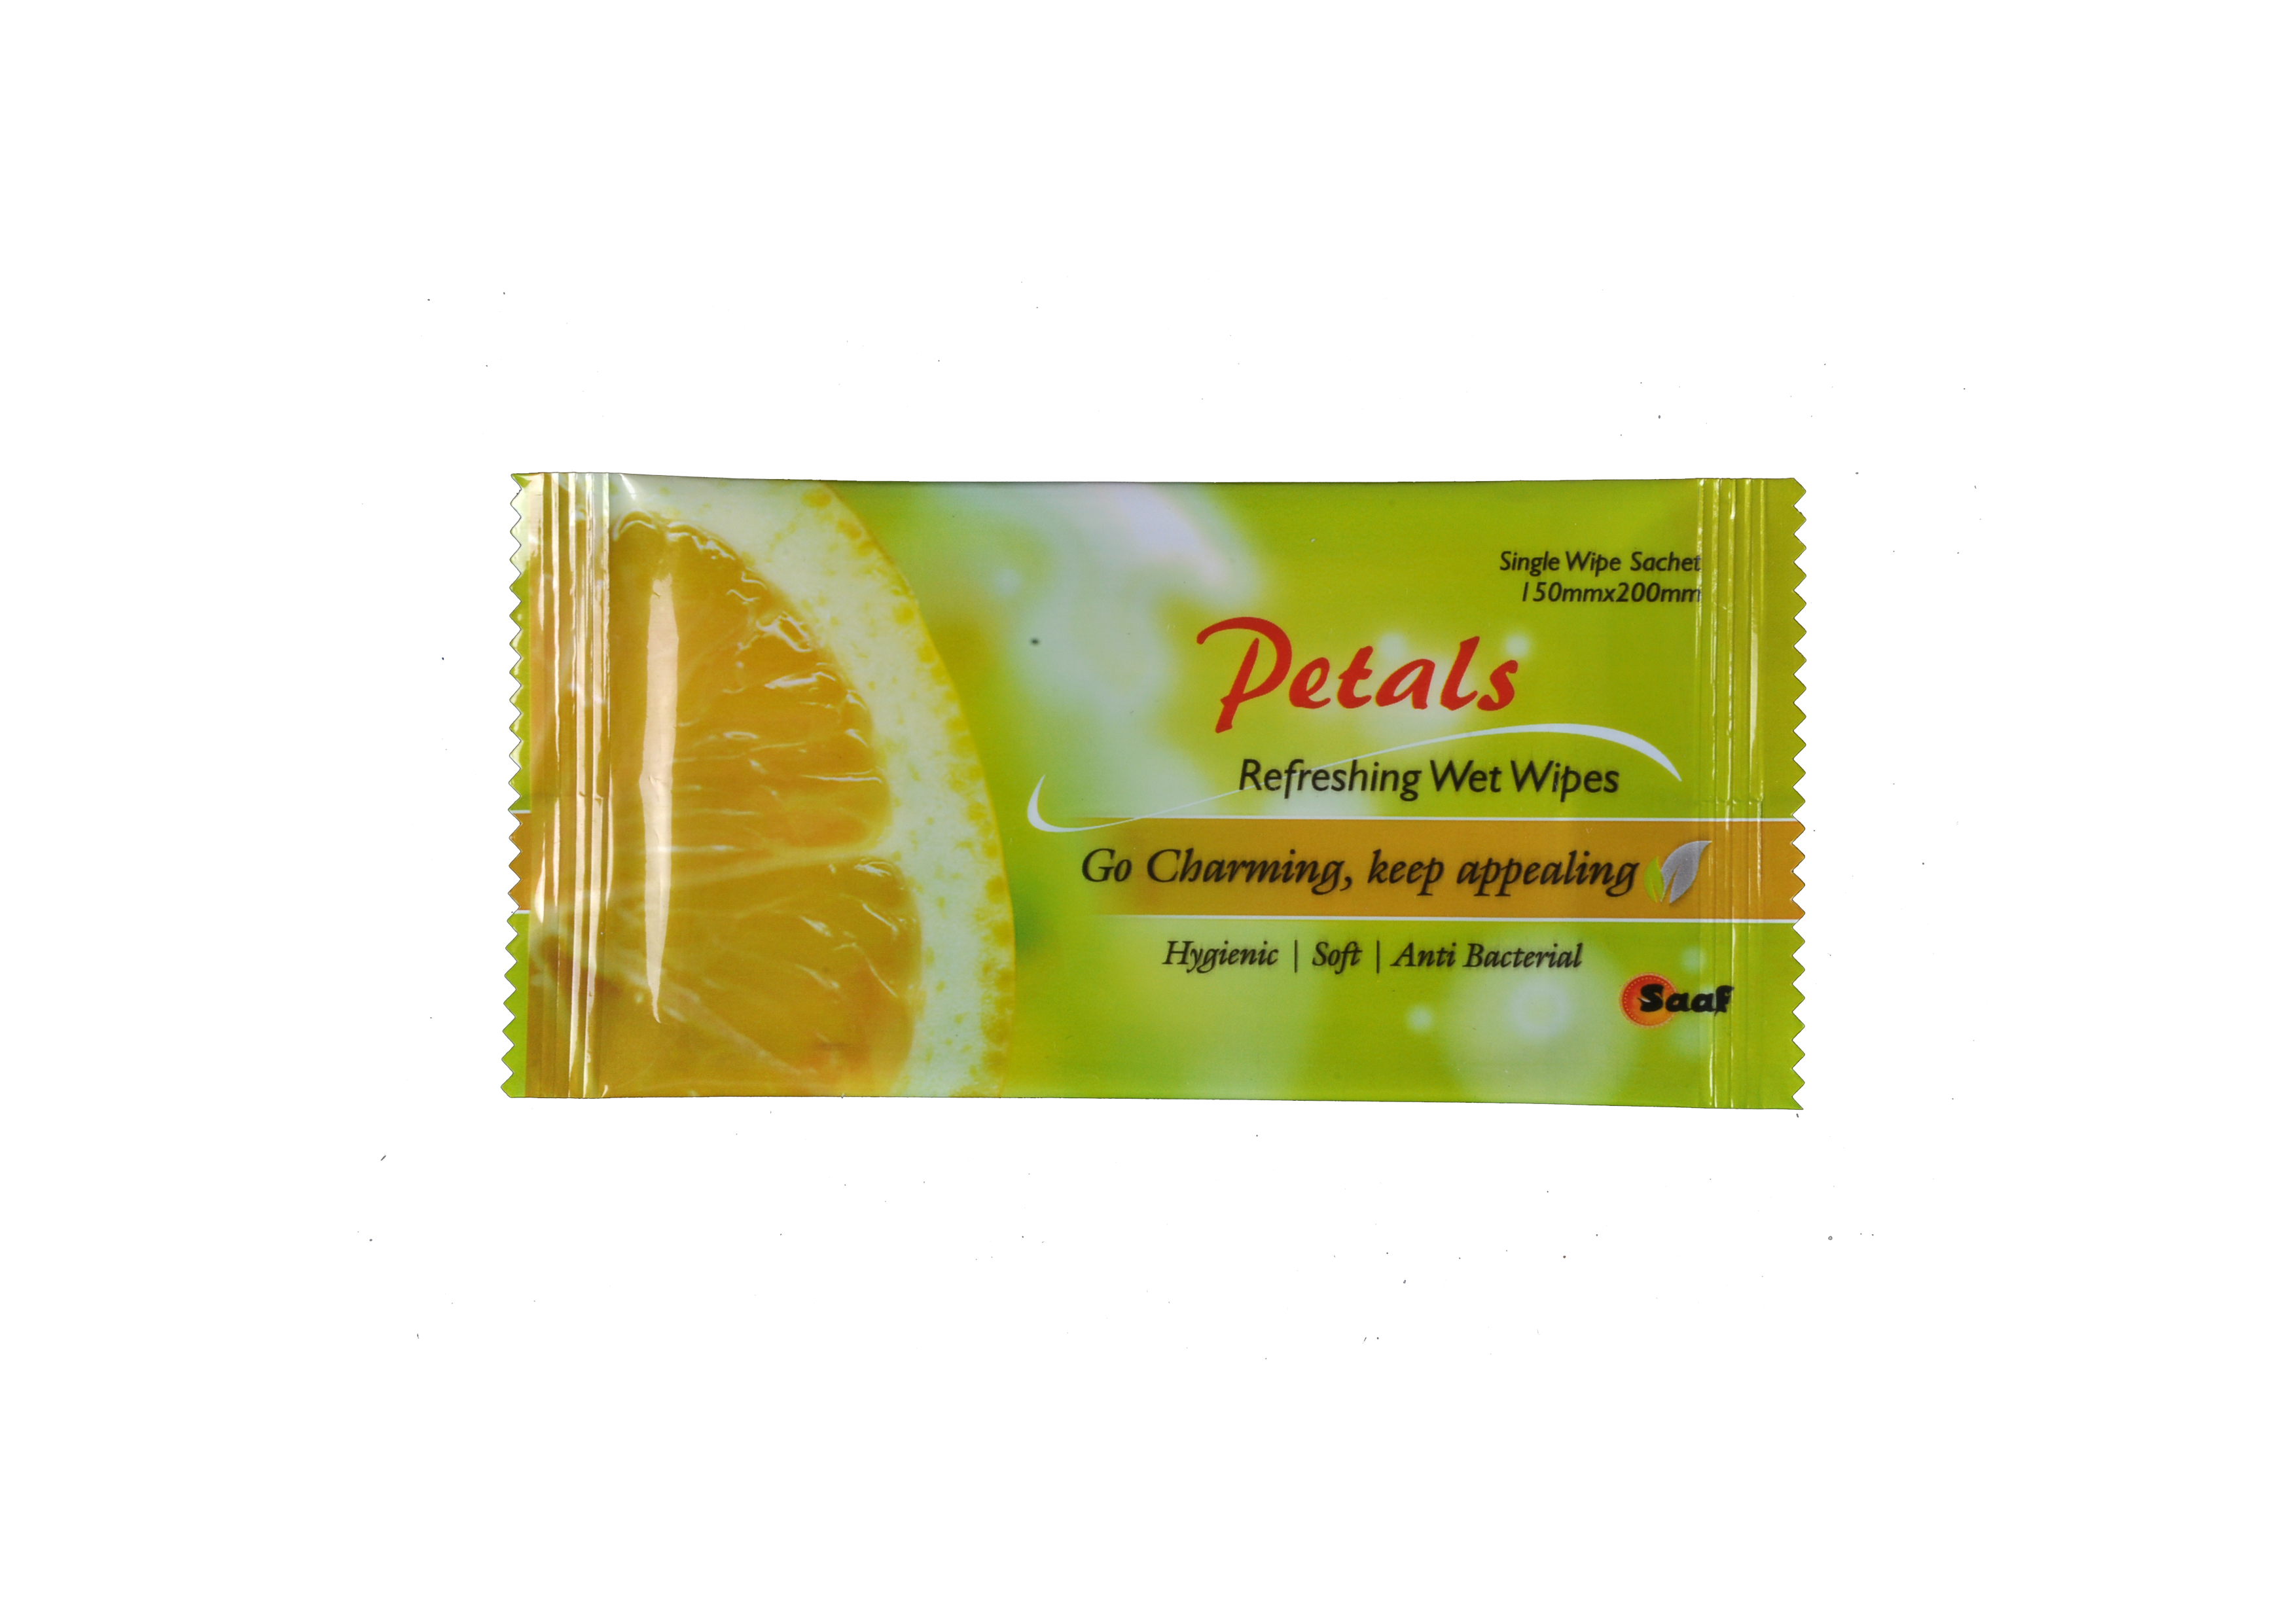 Single Wipe Sachet
150mmx200mm
Petals
Refreshing Wet Wipes
Go Charming, keep appealing
Hygienic | Soft | Anti Bacterial
Saaf